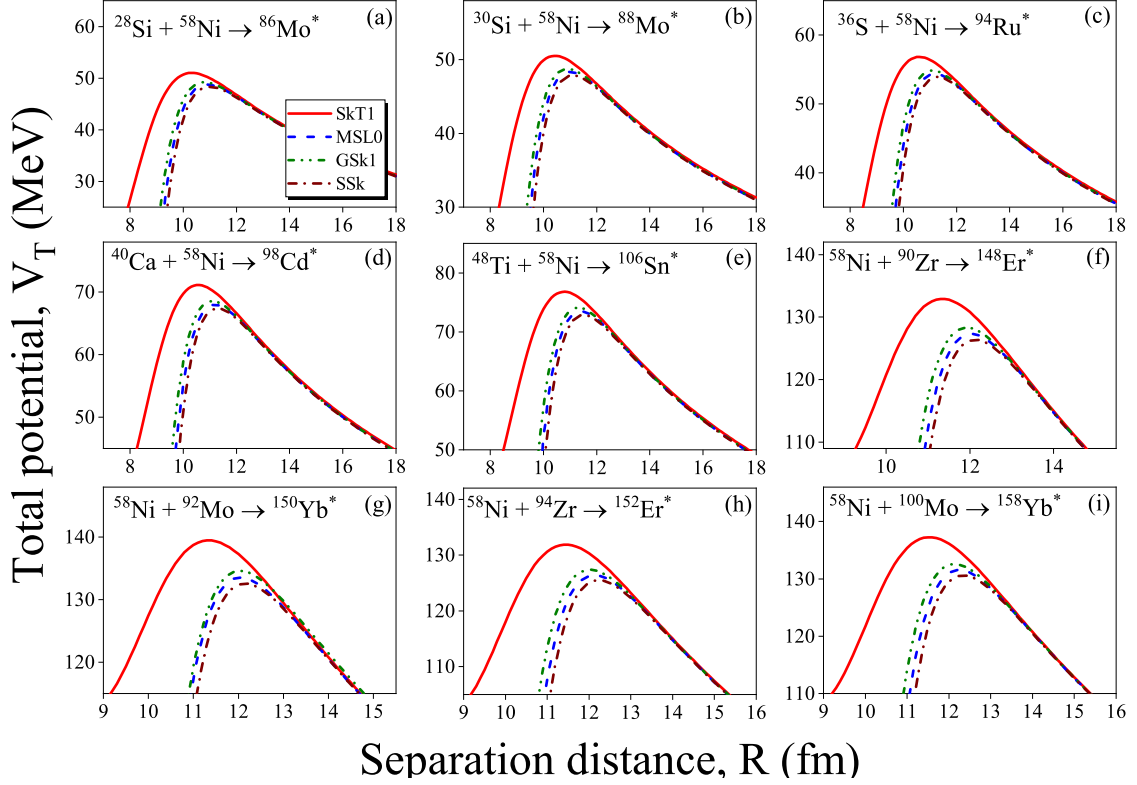 ²⁸Si + ⁵⁸Ni → ⁸⁶Mo* (a)
60
50
40
30
8 10 12 14 16 18
SkT1
MSL0
GSk1
SSk
³⁰Si + ⁵⁸Ni → ⁸⁸Mo* (b)
50
40
30
8 10 12 14 16 18
³⁶S + ⁵⁸Ni → ⁹⁴Ru* (c)
60
50
40
8 10 12 14 16 18
⁴⁰Ca + ⁵⁸Ni → ⁹⁸Cd* (d)
70
60
50
8 10 12 14 16 18
⁴⁸Ti + ⁵⁸Ni → ¹⁰⁶Sn* (e)
80
70
60
50
8 10 12 14 16 18
⁵⁸Ni + ⁹⁰Zr → ¹⁴⁸Er* (f)
140
130
120
110
10 12 14
⁵⁸Ni + ⁹²Mo → ¹⁵⁰Yb* (g)
140
130
120
9 10 11 12 13 14 15
⁵⁸Ni + ⁹⁴Zr → ¹⁵²Er* (h)
140
130
120
110
9 10 11 12 13 14 15 16
⁵⁸Ni + ¹⁰⁰Mo → ¹⁵⁸Yb* (i)
140
130
120
110
9 10 11 12 13 14 15 16
Total potential, V_T (MeV)
Separation distance, R (fm)